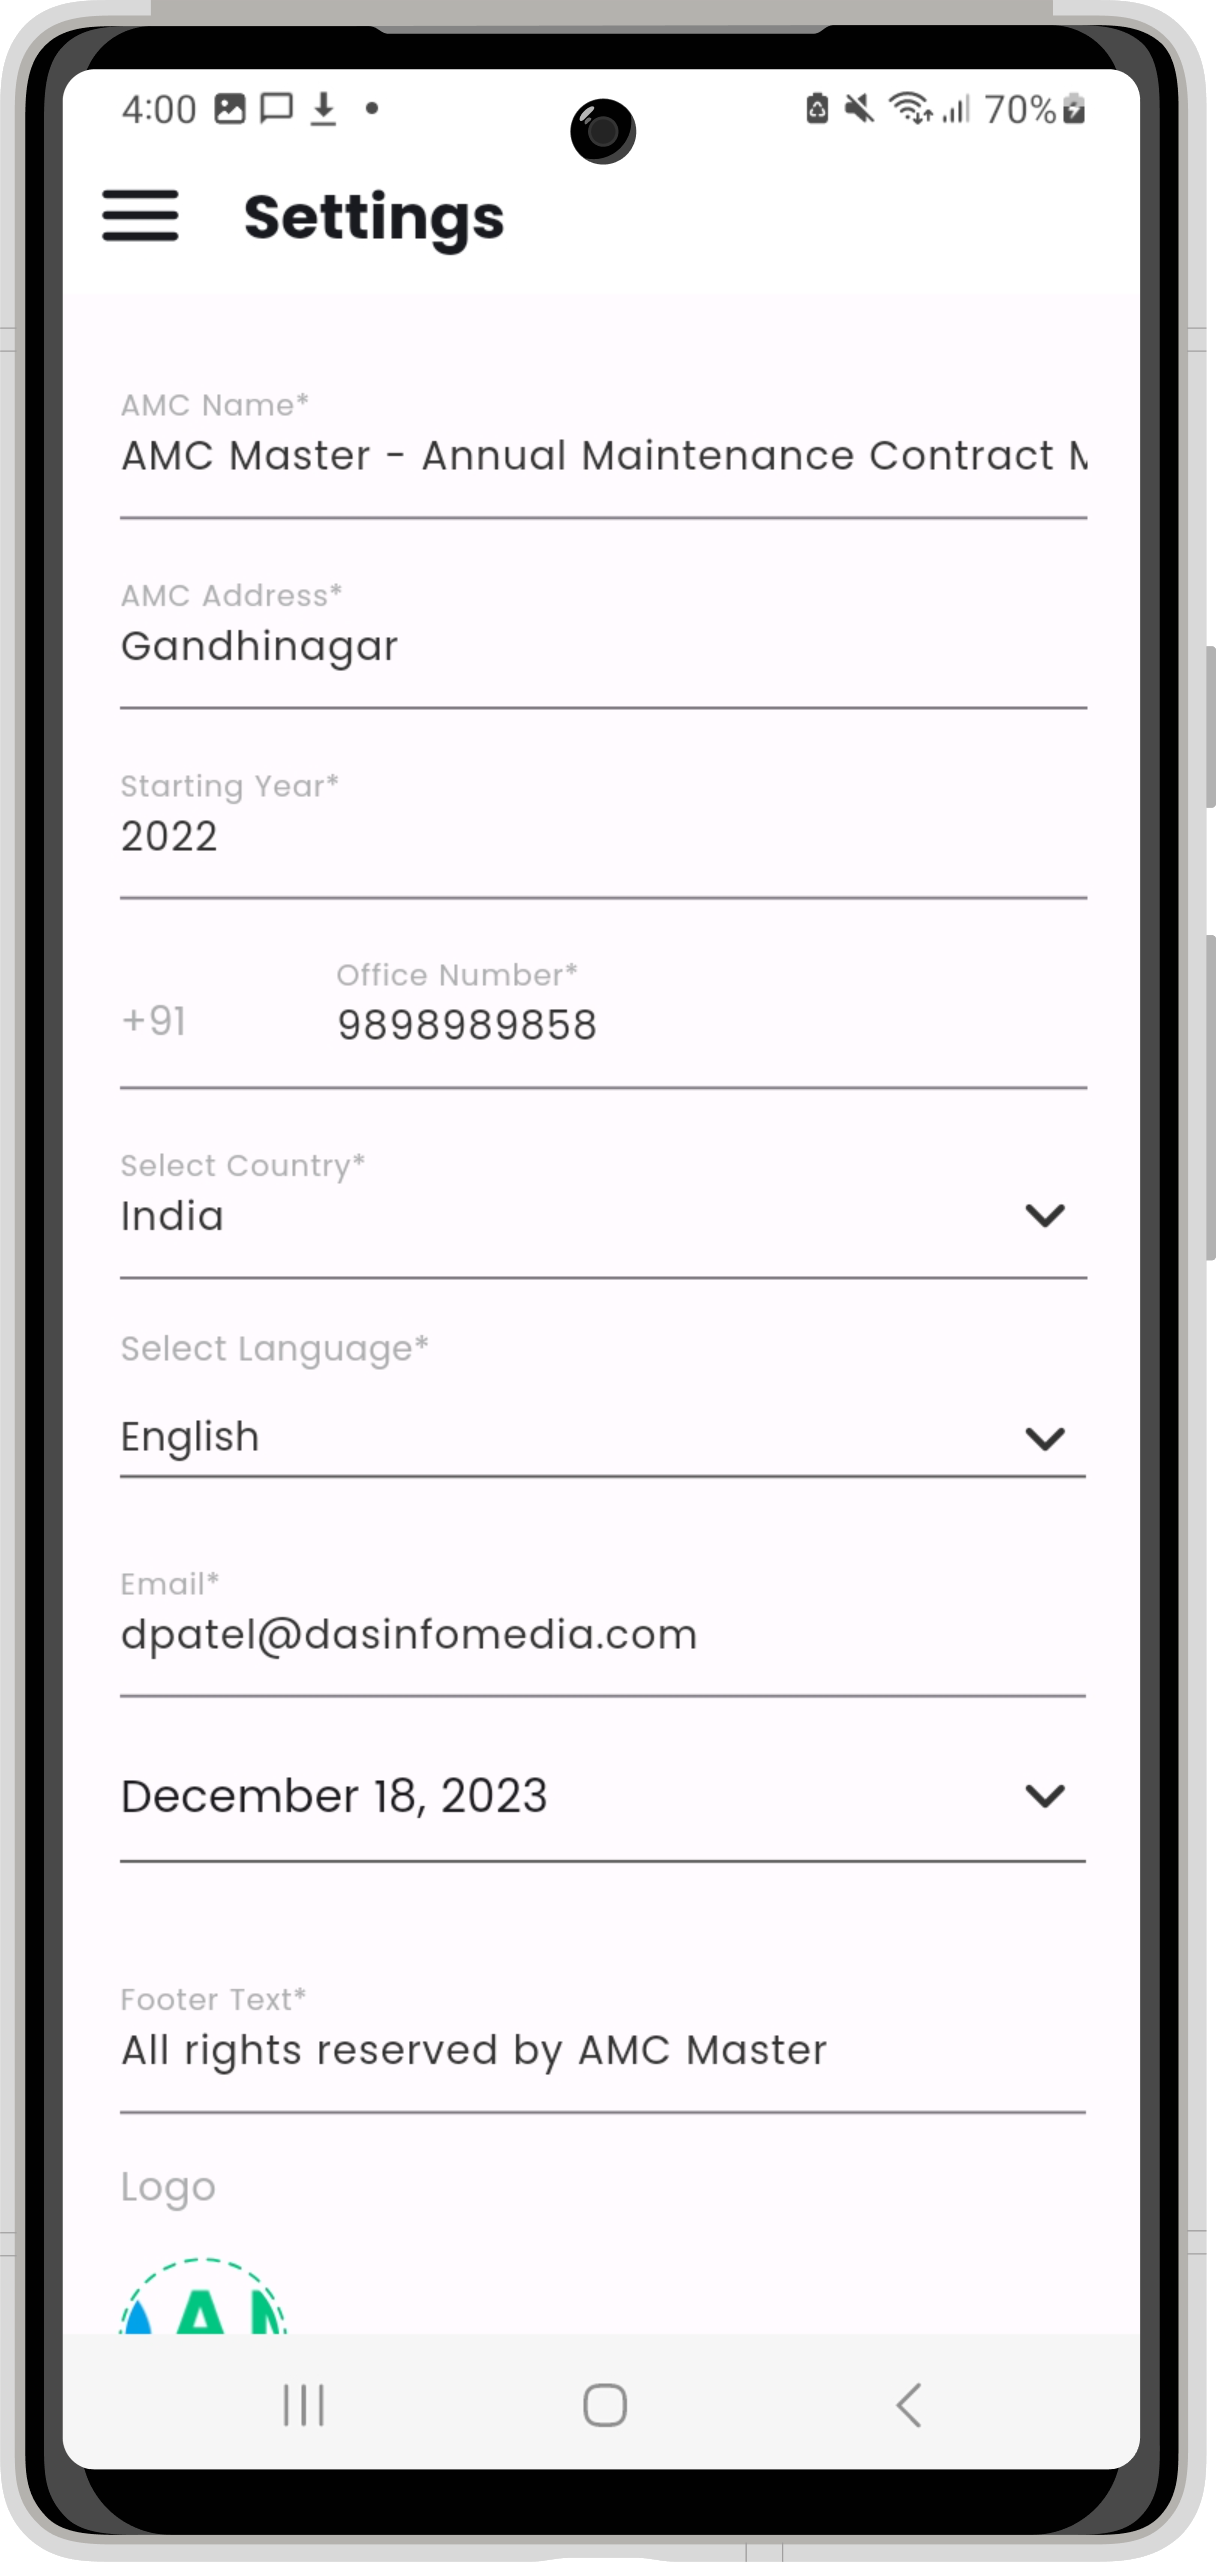 4:00 70%
Settings
AMC Name*
AMC Master - Annual Maintenance Contract
AMC Address*
Gandhinagar
Starting Year*
2022
Office Number*
+91 9898989858
Select Country*
India
Select Language*
English
Email*
dpatel@dasinfomedia.com
December 18, 2023
Footer Text*
All rights reserved by AMC Master
Logo